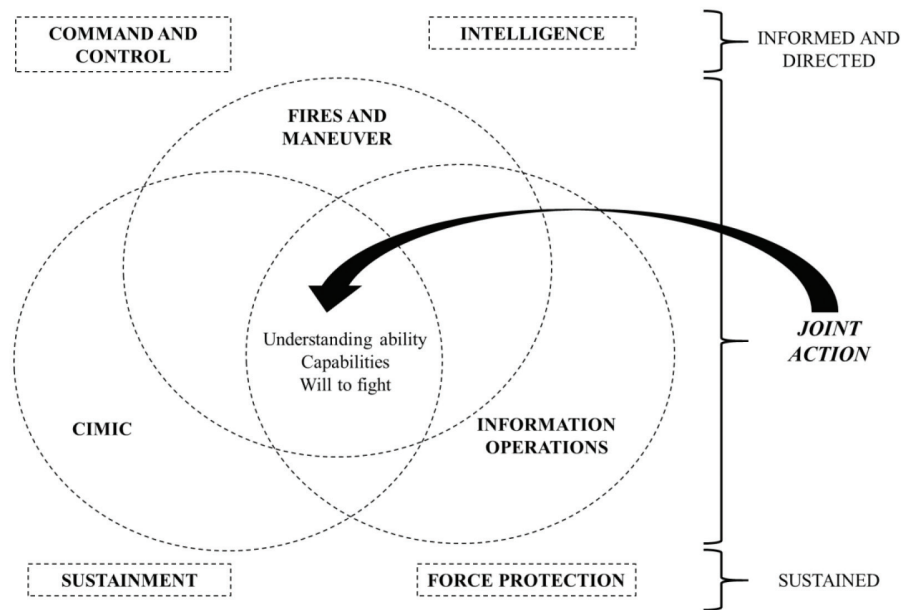 COMMAND AND
CONTROL
INTELLIGENCE
INFORMED AND
DIRECTED
FIRES AND
MANEUVER
Understanding ability
Capabilities
Will to fight
JOINT
ACTION
CIMIC
INFORMATION
OPERATIONS
SUSTAINMENT
FORCE PROTECTION
SUSTAINED